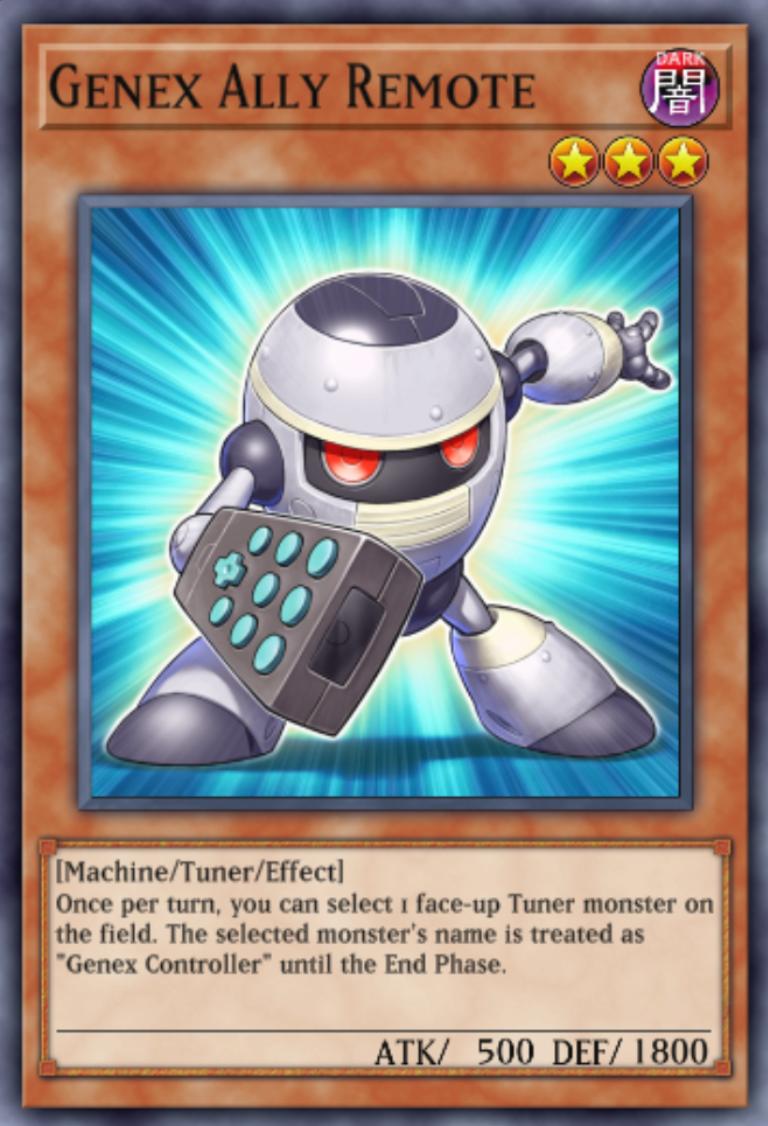 Genex Ally Remote
DARK
闇
[Machine/Tuner/Effect]
Once per turn, you can select 1 face-up Tuner monster on
the field. The selected monster's name is treated as
"Genex Controller" until the End Phase.
ATK/ 500 DEF/ 1800